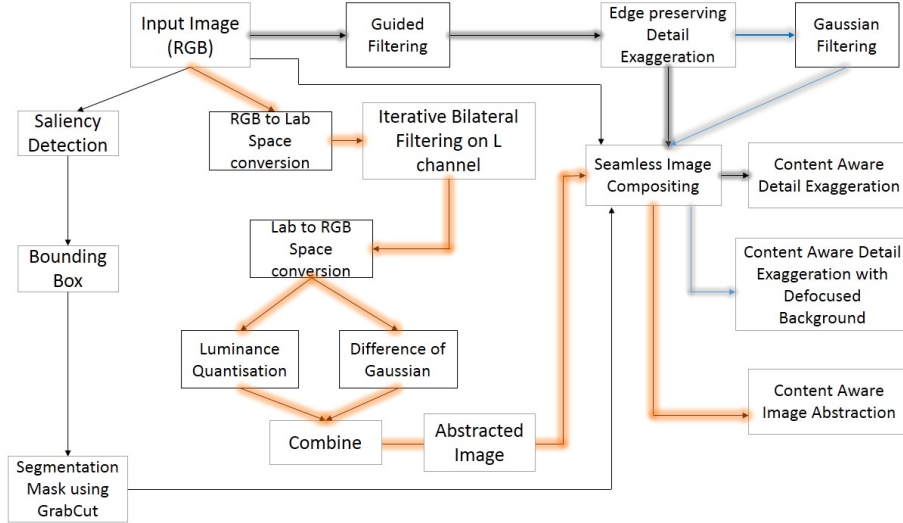 Input Image
(RGB)
Guided
Filtering
Edge preserving
Detail
Exaggeration
Gaussian
Filtering
Saliency
Detection
RGB to Lab
Space
conversion
Iterative Bilateral
Filtering on L
channel
Seamless Image
Compositing
Content Aware
Detail Exaggeration
Bounding
Box
Lab to RGB
Space
conversion
Content Aware Detail
Exaggeration with
Defocused
Background
Luminance
Quantisation
Difference of
Gaussian
Content Aware
Image Abstraction
Combine
Abstracted
Image
Segmentation
Mask using
GrabCut